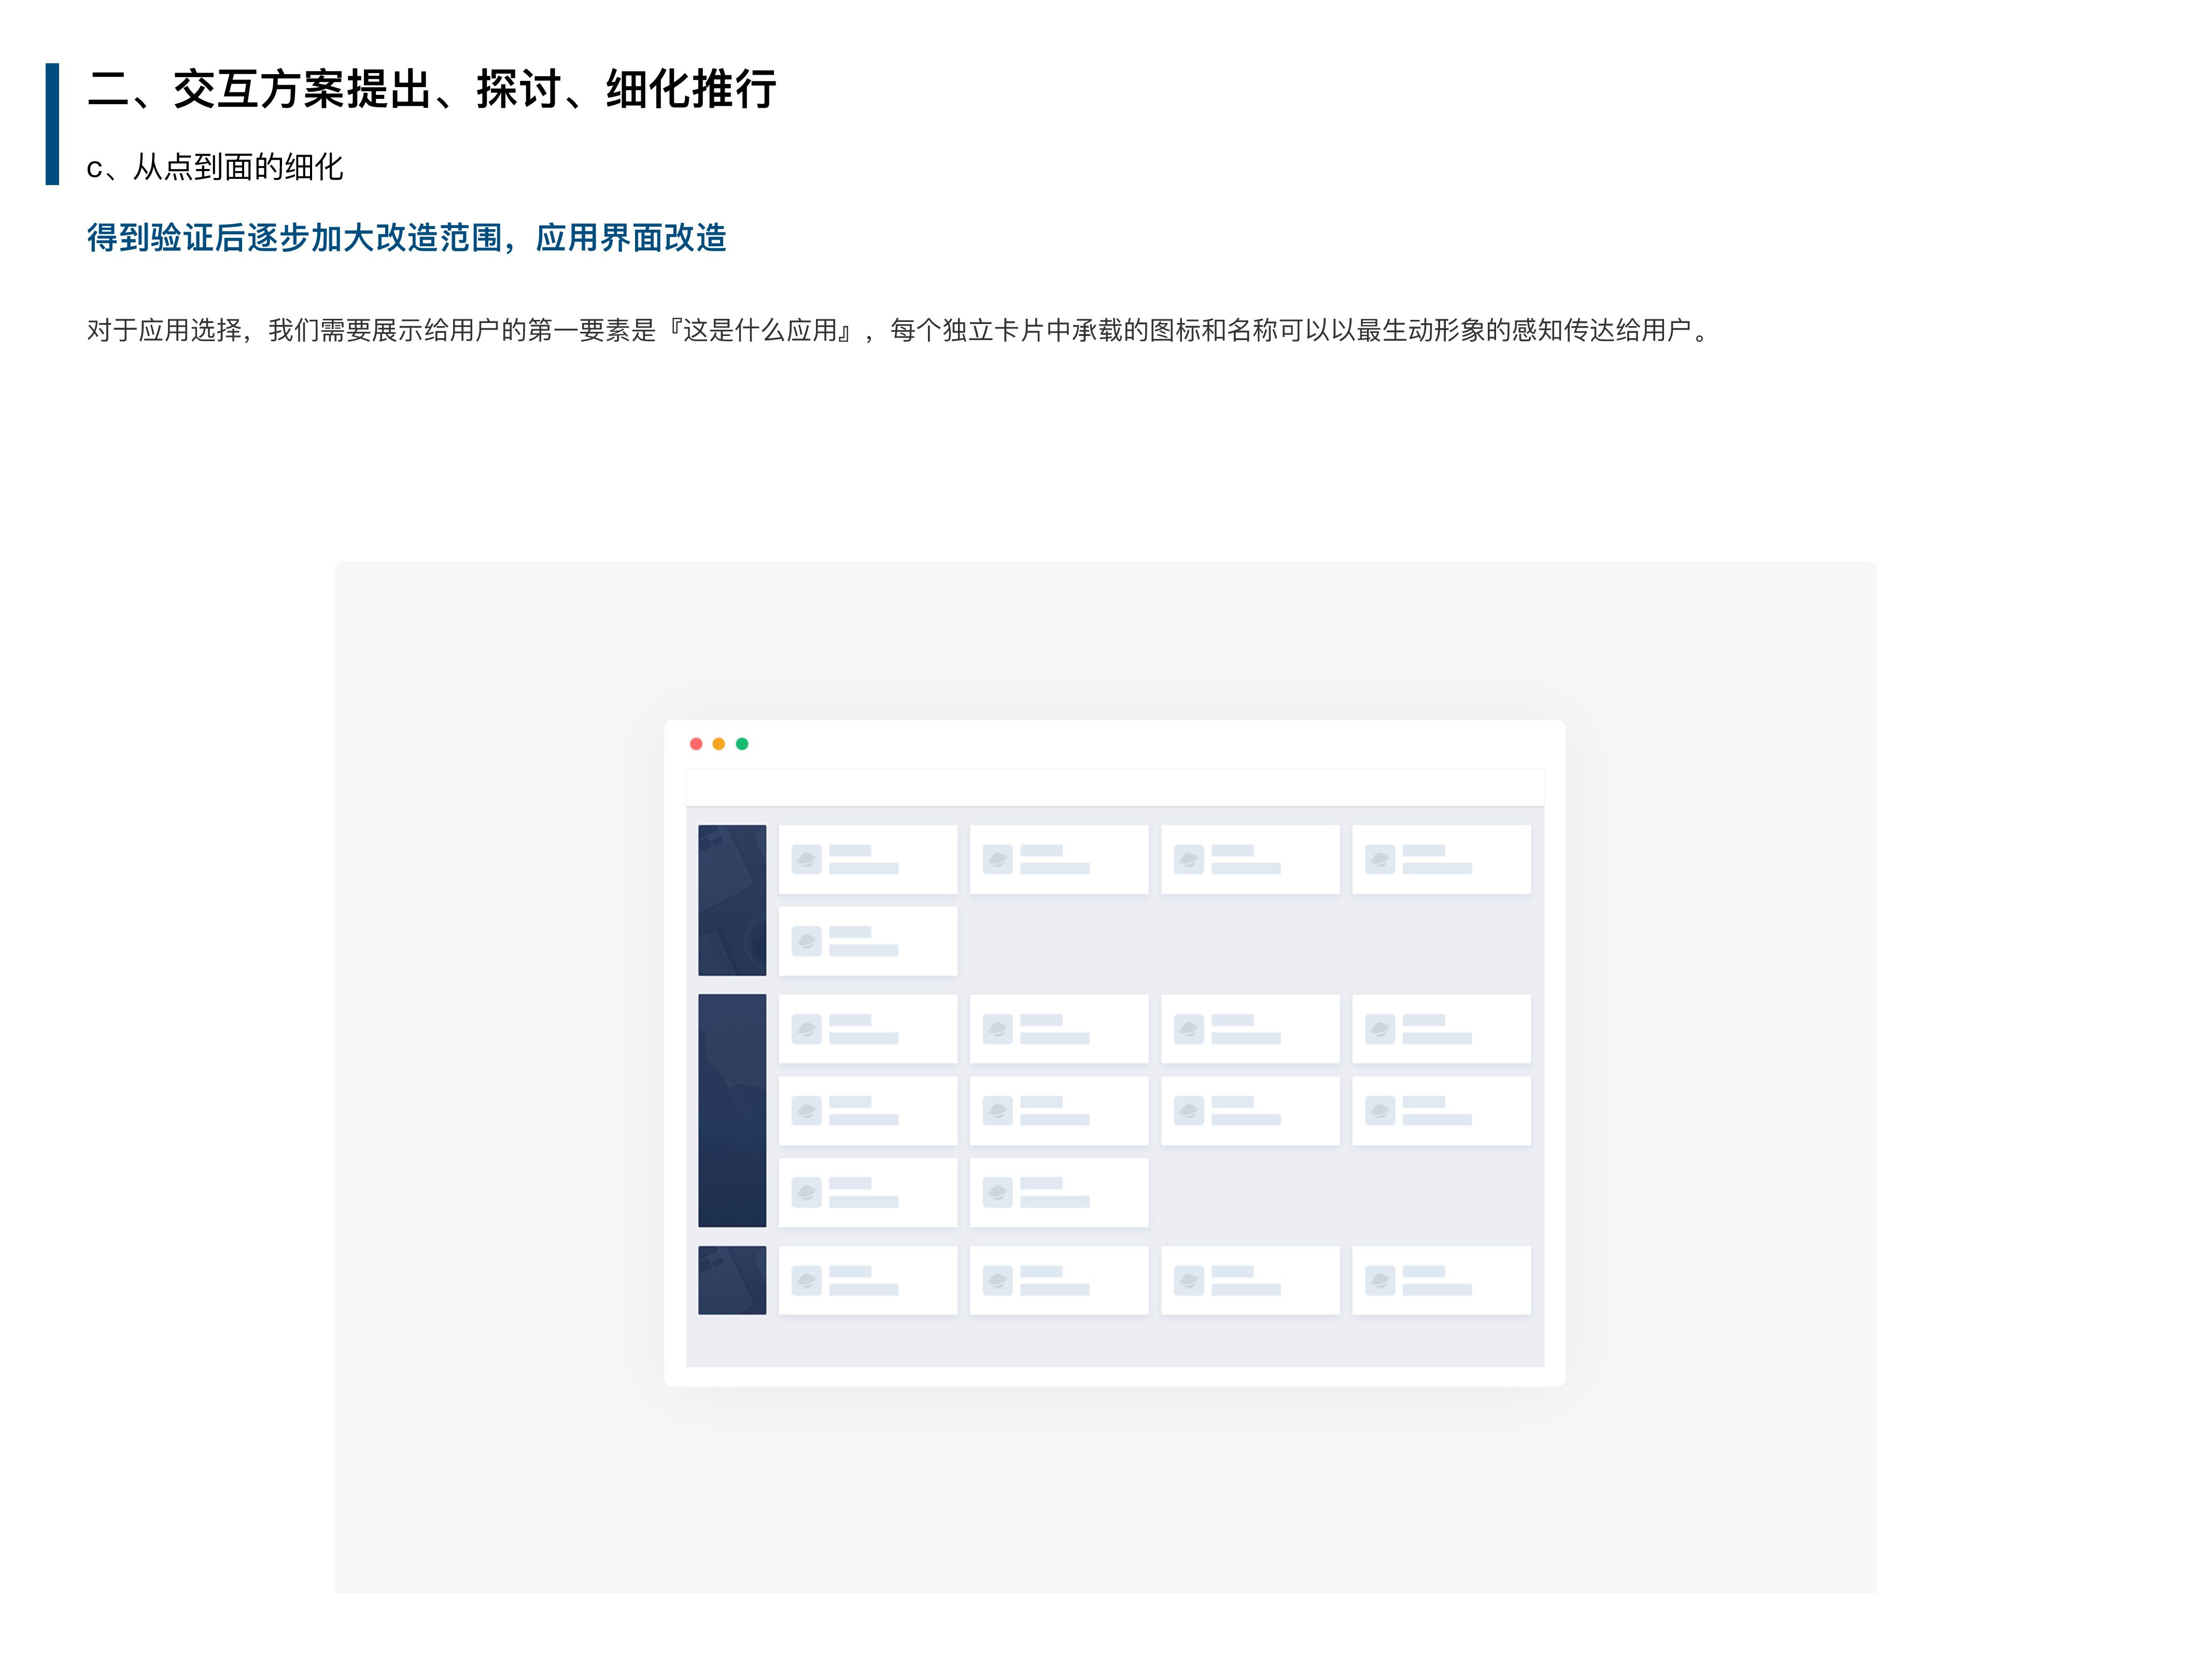 二、交互方案提出、探讨、细化推行
c、从点到面的细化
得到验证后逐步加大改造范围，应用界面改造
对于应用选择，我们需要展示给用户的第一要素是『这是什么应用』，每个独立卡片中承载的图标和名称可以以最生动形象的感知传达给用户。